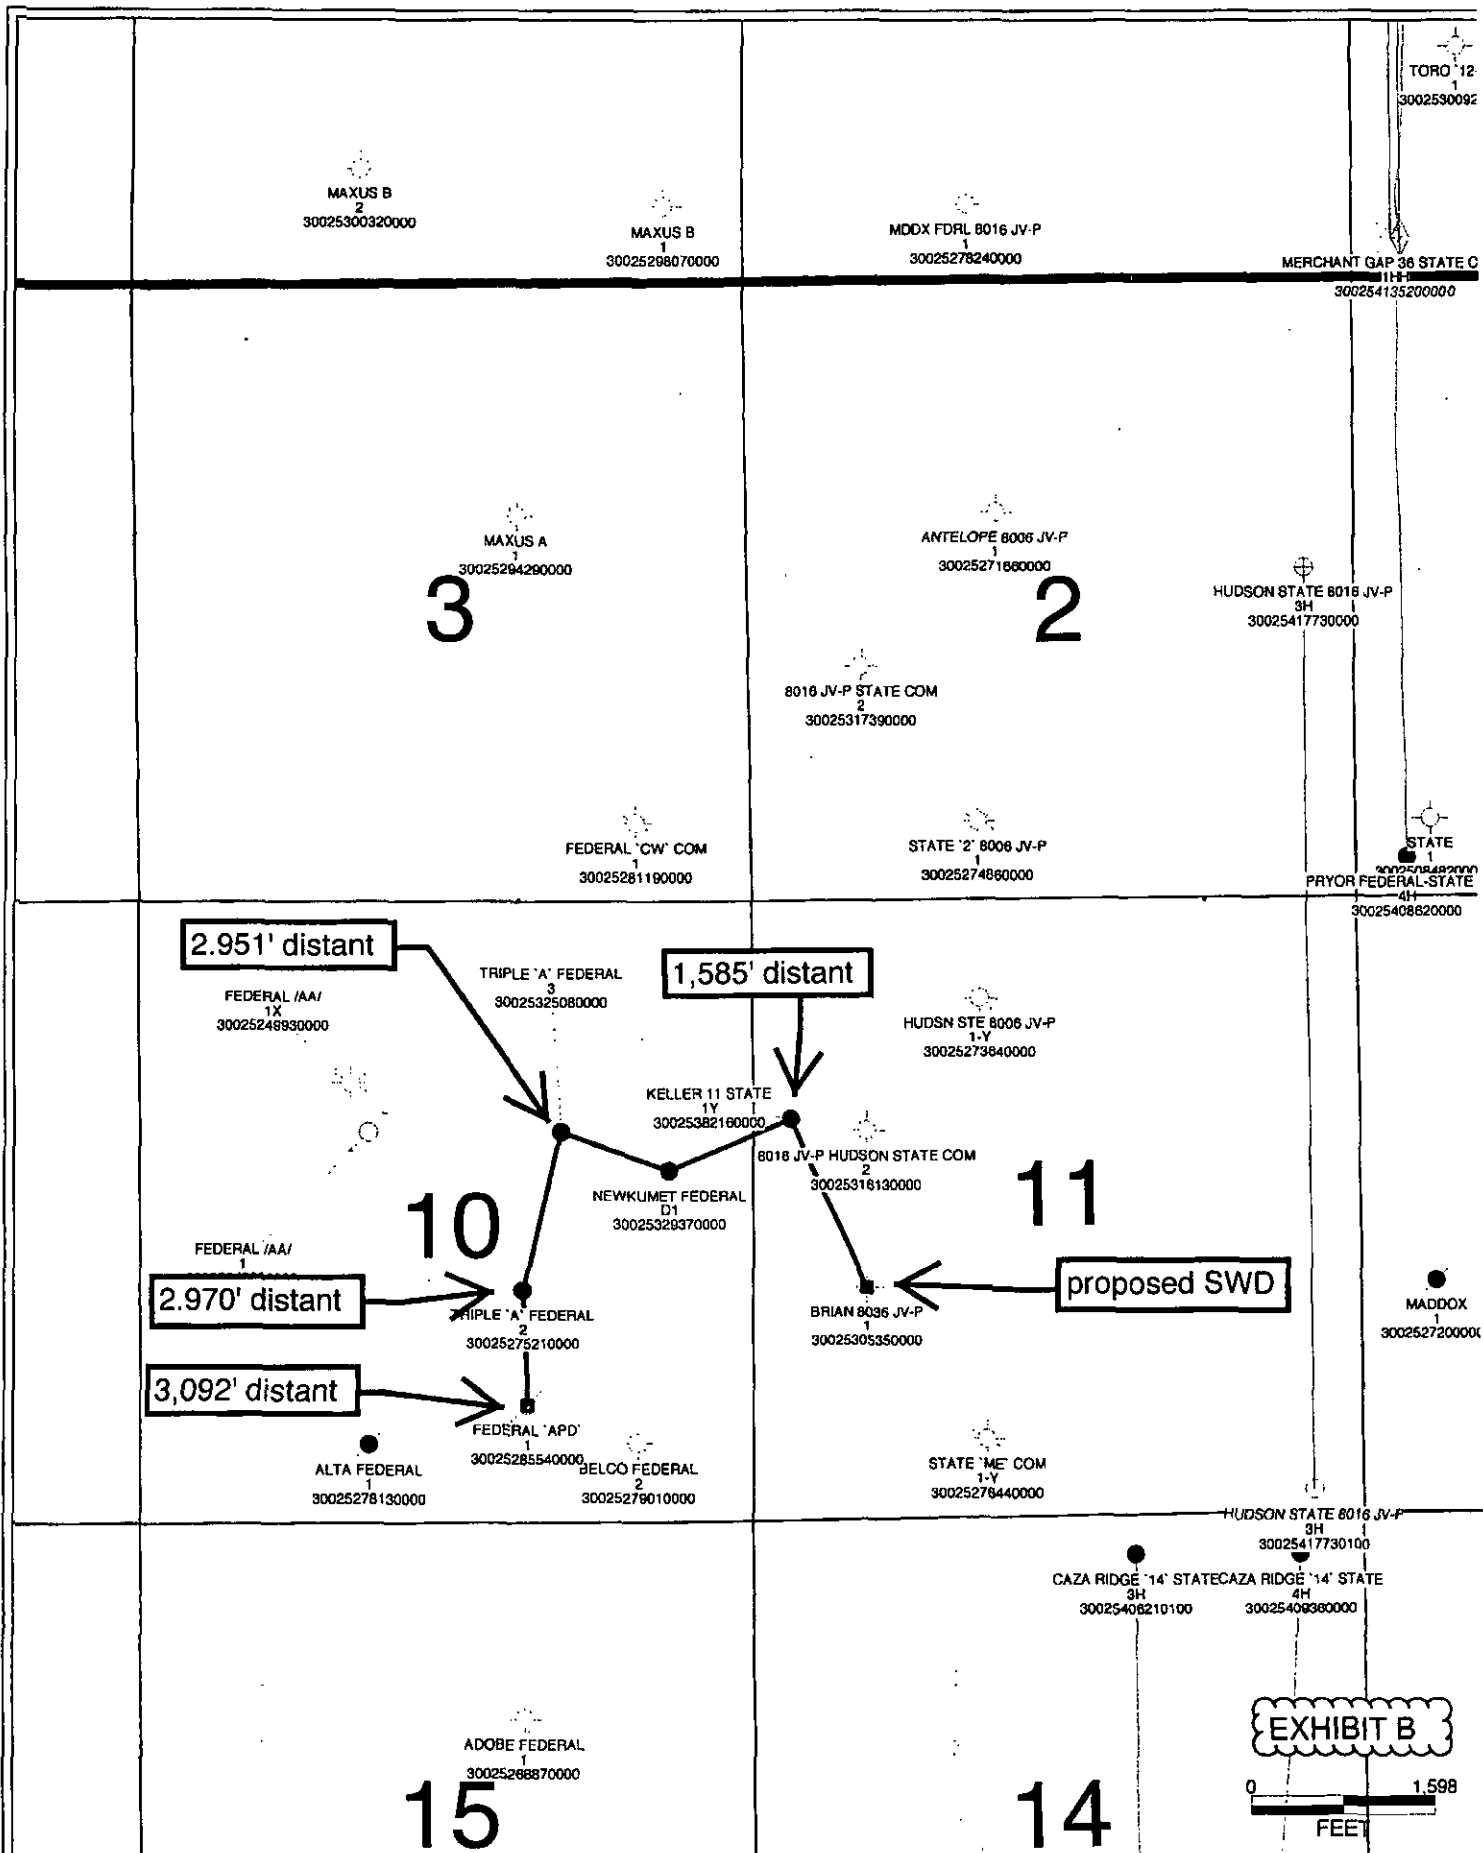 TORO '12-
1
3002530092
MAXUS B
2
30025300320000
MAXUS B
1
30025298070000
MDDX FDRL 8016 JV-P
1
30025278240000
MERCHANT GAP 36 STATE C
1H
300254135200000
MAXUS A
1
30025294290000
ANTELOPE 8006 JV-P
1
30025271660000
3
2
HUDSON STATE 8016 JV-P
3H
30025417730000
8016 JV-P STATE COM
2
30025317390000
FEDERAL 'CW' COM
1
30025281190000
STATE '2' 8006 JV-P
1
30025274860000
STATE
1
3002508482000
PRYOR FEDERAL-STATE
4H
30025408620000
2.951' distant
1,585' distant
TRIPLE 'A' FEDERAL
3
30025325080000
FEDERAL /AA/
1X
30025249930000
HUDSN STE 8006 JV-P
1-Y
30025273640000
KELLER 11 STATE
1Y
30025382160000
8016 JV-P HUDSON STATE COM
2
30025316130000
NEWKUMET FEDERAL
D1
30025329370000
10
11
FEDERAL /AA/
1
2.970' distant
TRIPLE 'A' FEDERAL
2
30025275210000
BRIAN 8036 JV-P
1
30025305350000
proposed SWD
MADDOX
1
3002527200000
3,092' distant
FEDERAL 'APD'
1
30025285540000
ALTA FEDERAL
1
30025278130000
BELCO FEDERAL
2
30025279010000
STATE 'ME' COM
1-Y
30025276440000
HUDSON STATE 8016 JV-P
3H
30025417730100
CAZA RIDGE '14' STATE
3H
30025406210100
CAZA RIDGE '14' STATE
4H
30025409360000
ADOBE FEDERAL
1
30025268870000
15
14
EXHIBIT B
0 1,598
FEET